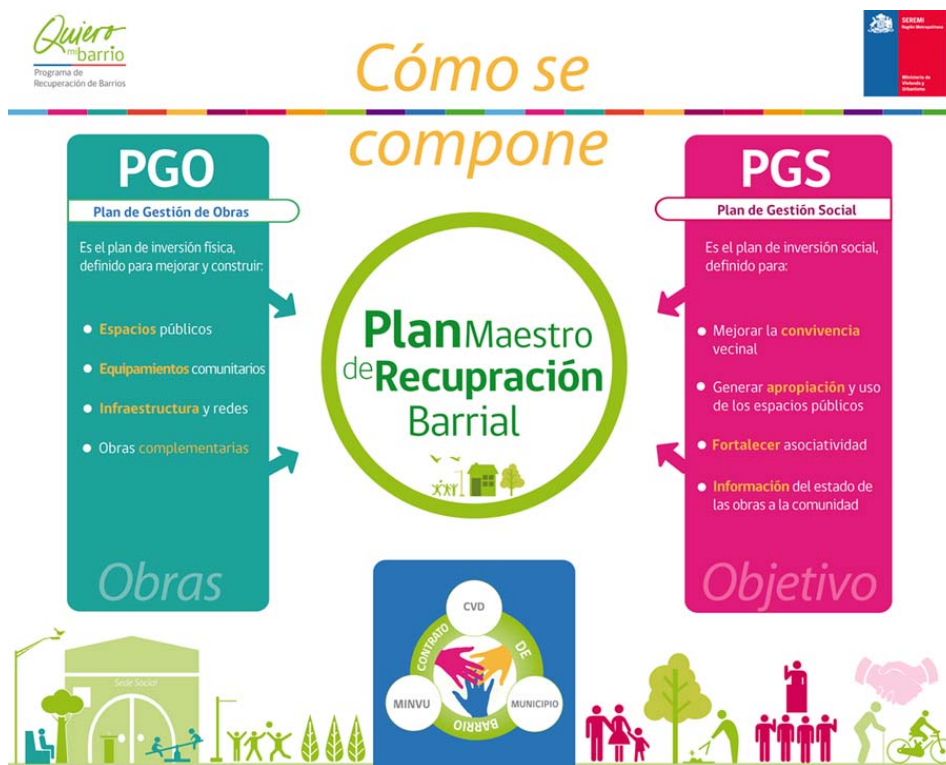 Quiero
mi barrio
Programa de
Recuperación de Barrios
SEREMI
Región Metropolitana
Ministerio de
Vivienda y
Urbanismo
Cómo se
compone
PGO
Plan de Gestión de Obras
Es el plan de inversión física,
definido para mejorar y construir:
Espacios públicos
Equipamientos comunitarios
Infraestructura y redes
Obras complementarias
Obras
Plan Maestro
de Recupración
Barrial
PGS
Plan de Gestión Social
Es el plan de inversión social,
definido para:
Mejorar la convivencia
vecinal
Generar apropiación y uso
de los espacios públicos
Fortalecer asociatividad
Información del estado de
las obras a la comunidad
Objetivo
Sede Social
CVD
CONTRATO
DE
BARRIO
MINVU
MUNICIPIO